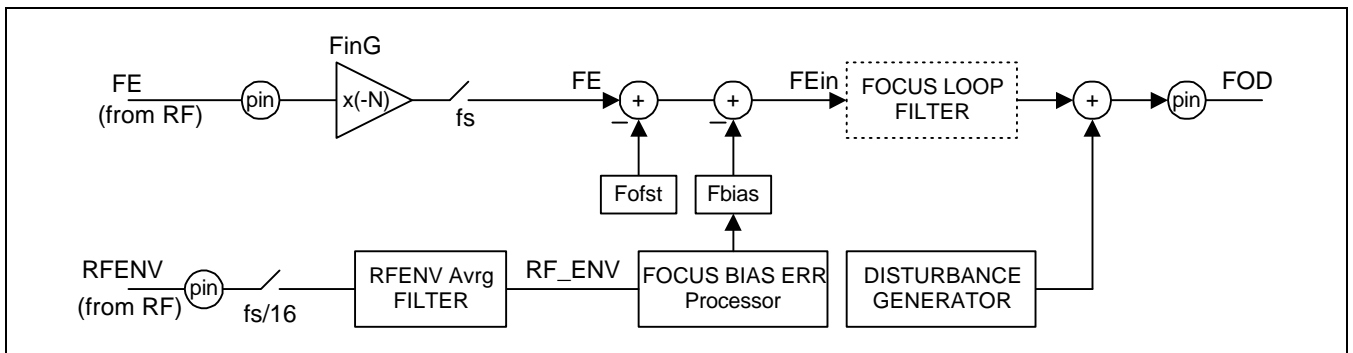 FinG
FE
(from RF)
pin
x(-N)
fs
FE
+
–
+
–
FEin
FOCUS LOOP
FILTER
+
pin
FOD
Fofst
Fbias
RFENV
(from RF)
pin
fs/16
RFENV Avrg
FILTER
RF_ENV
FOCUS BIAS ERR
Processor
DISTURBANCE
GENERATOR